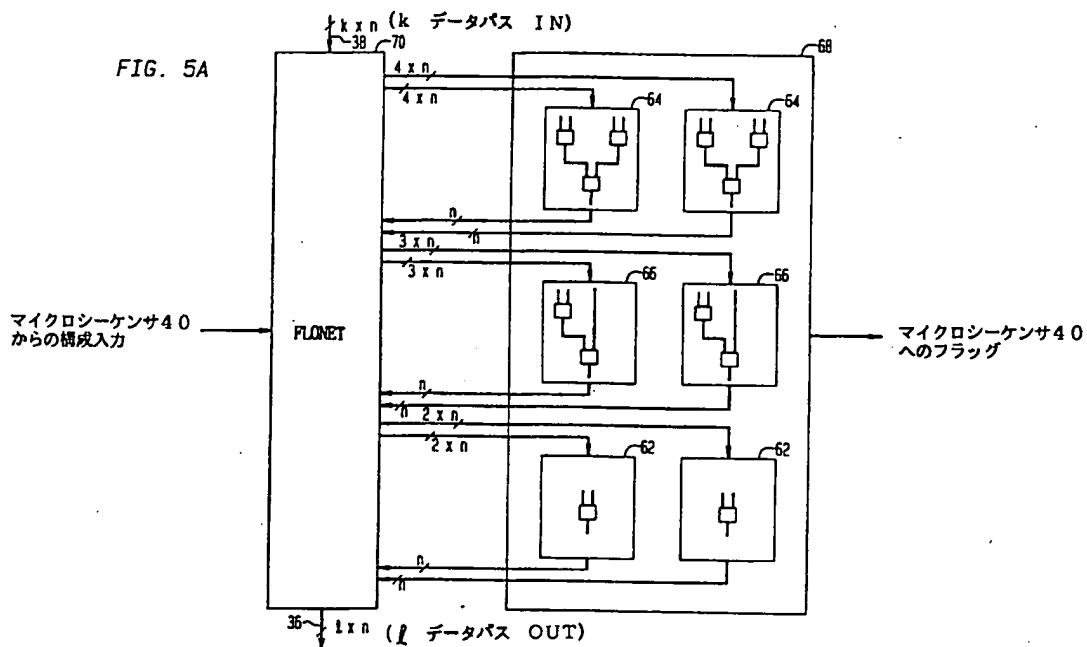 k x n (k データパス IN)
38
70
68
FIG. 5A
4 x n
4 x n
64
64
n
n
3 x n
3 x n
66
66
マイクロシーケンサ40
からの構成入力
FLONET
マイクロシーケンサ40
へのフラッグ
n
n
2 x n
2 x n
62
62
n
n
36
l x n (l データパス OUT)